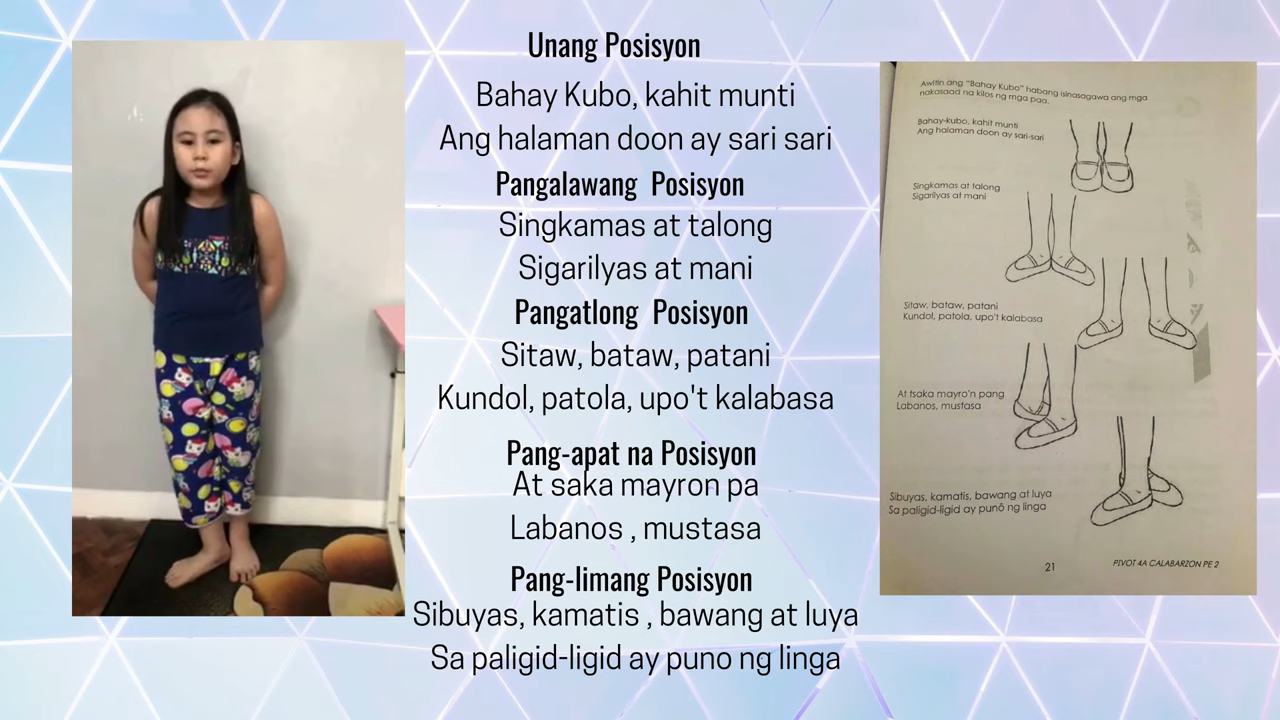 Unang Posisyon
Bahay Kubo, kahit munti
Ang halaman doon ay sari sari
Pangalawang Posisyon
Singkamas at talong
Sigarilyas at mani
Pangatlong Posisyon
Sitaw, bataw, patani
Kundol, patola, upo't kalabasa
Pang-apat na Posisyon
At saka mayron pa
Labanos , mustasa
Pang-limang Posisyon
Sibuyas, kamatis , bawang at luya
Sa paligid-ligid ay puno ng linga
Awitin ang "Bahay Kubo" habang isinasagawa ang mga
nakasaad na kilos ng mga paa.
Bahay-kubo, kahit munti
Ang halaman doon ay sari-sari
Singkamas at talong
Sigarilyas at mani
Sitaw, bataw, patani
Kundol, patola, upo't kalabasa
At tsaka mayro'n pang
Labanos, mustasa
Sibuyas, kamatis, bawang at luya
Sa paligid-ligid ay punô ng linga
21
PIVOT 4A CALABARZON PE 2